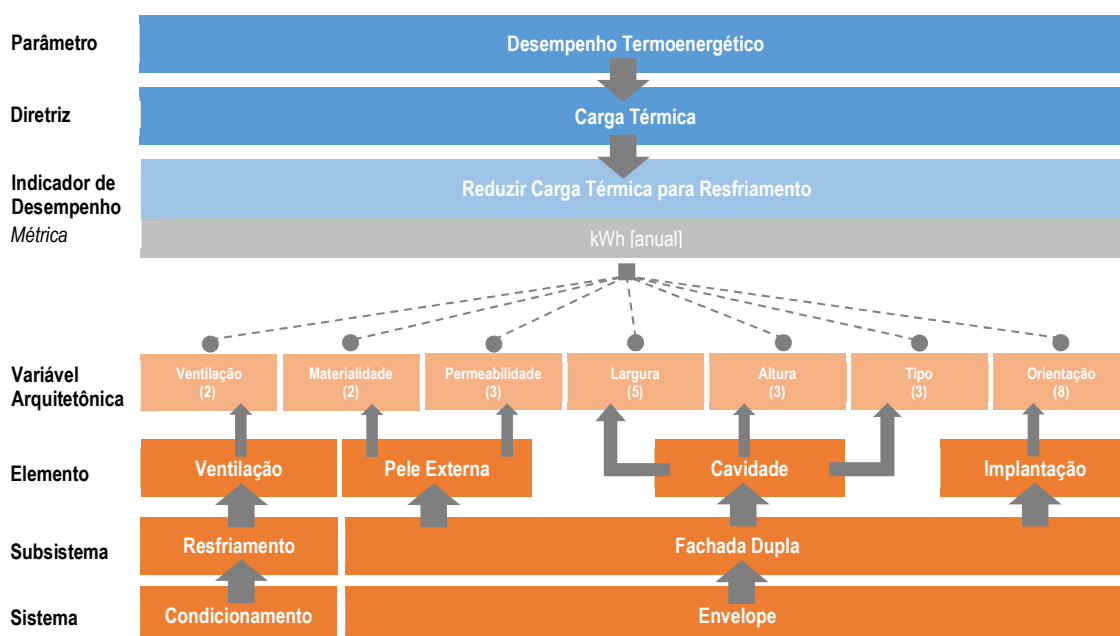 Parâmetro
Desempenho Termoenergético
Diretriz
Carga Térmica
Indicador de
Desempenho
Reduzir Carga Térmica para Resfriamento
Métrica
kWh [anual]
Variável
Arquitetônica
Ventilação
(2)
Materialidade
(2)
Permeabilidade
(3)
Largura
(5)
Altura
(3)
Tipo
(3)
Orientação
(8)
Elemento
Ventilação
Pele Externa
Cavidade
Implantação
Subsistema
Resfriamento
Fachada Dupla
Sistema
Condicionamento
Envelope